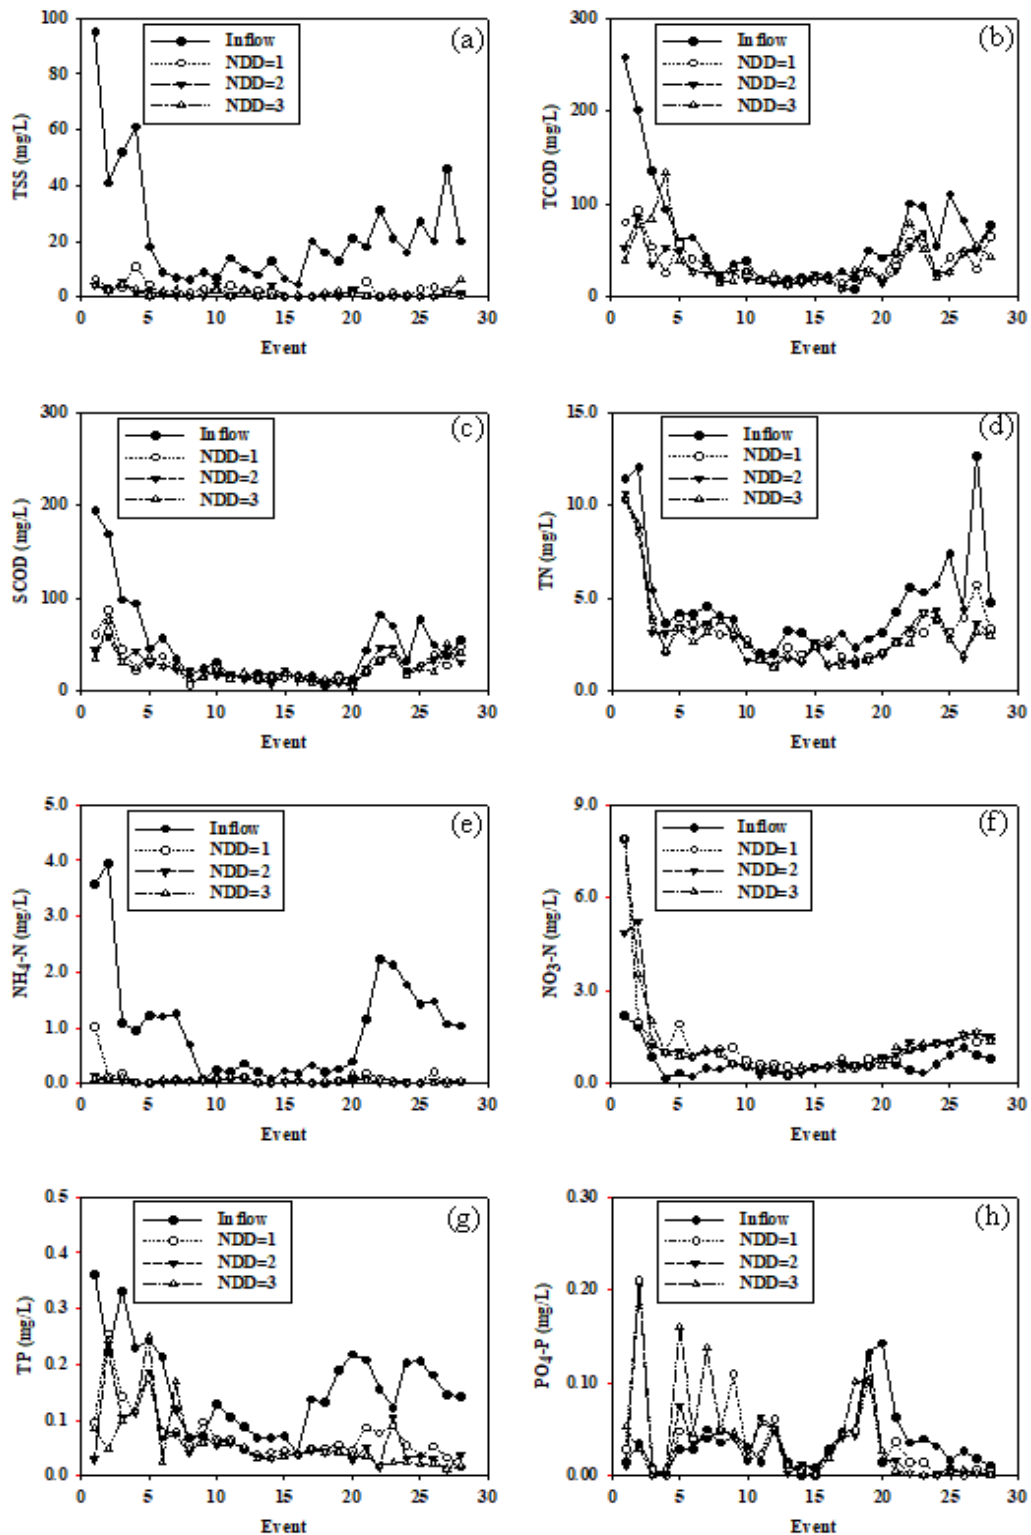 100
80
60
40
20
0
TSS (mg/L)
Inflow
NDD=1
NDD=2
NDD=3
(a)
0 5 10 15 20 25 30
Event
300
200
100
0
TCOD (mg/L)
Inflow
NDD=1
NDD=2
NDD=3
(b)
0 5 10 15 20 25 30
Event
300
200
100
0
SCOD (mg/L)
Inflow
NDD=1
NDD=2
NDD=3
(c)
0 5 10 15 20 25 30
Event
15.0
10.0
5.0
0.0
TN (mg/L)
Inflow
NDD=1
NDD=2
NDD=3
(d)
0 5 10 15 20 25 30
Event
5.0
4.0
3.0
2.0
1.0
0.0
NH₄-N (mg/L)
Inflow
NDD=1
NDD=2
NDD=3
(e)
0 5 10 15 20 25 30
Event
9.0
6.0
3.0
0.0
NO₃-N (mg/L)
Inflow
NDD=1
NDD=2
NDD=3
(f)
0 5 10 15 20 25 30
Event
0.5
0.4
0.3
0.2
0.1
0.0
TP (mg/L)
Inflow
NDD=1
NDD=2
NDD=3
(g)
0 5 10 15 20 25 30
Event
0.30
0.20
0.10
0.00
PO₄-P (mg/L)
Inflow
NDD=1
NDD=2
NDD=3
(h)
0 5 10 15 20 25 30
Event